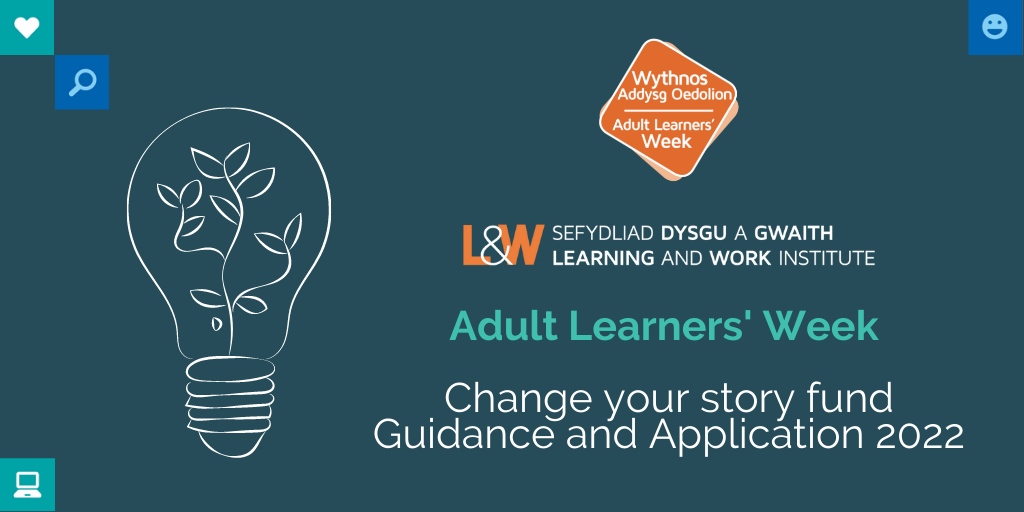 Wythnos
Addysg Oedolion
Adult Learners'
Week
L&W
SEFYDLIAD DYSGU A GWAITH
LEARNING AND WORK INSTITUTE
Adult Learners' Week
Change your story fund
Guidance and Application 2022